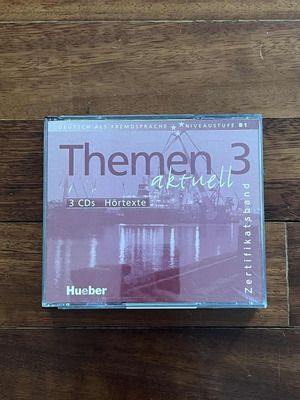 DEUTSCH ALS FREMDSPRACHE ★★ NIVEAUSTUFE B1
Themen 3
aktuell
3 CDs Hörtexte
Zertifikatsband
Hueber